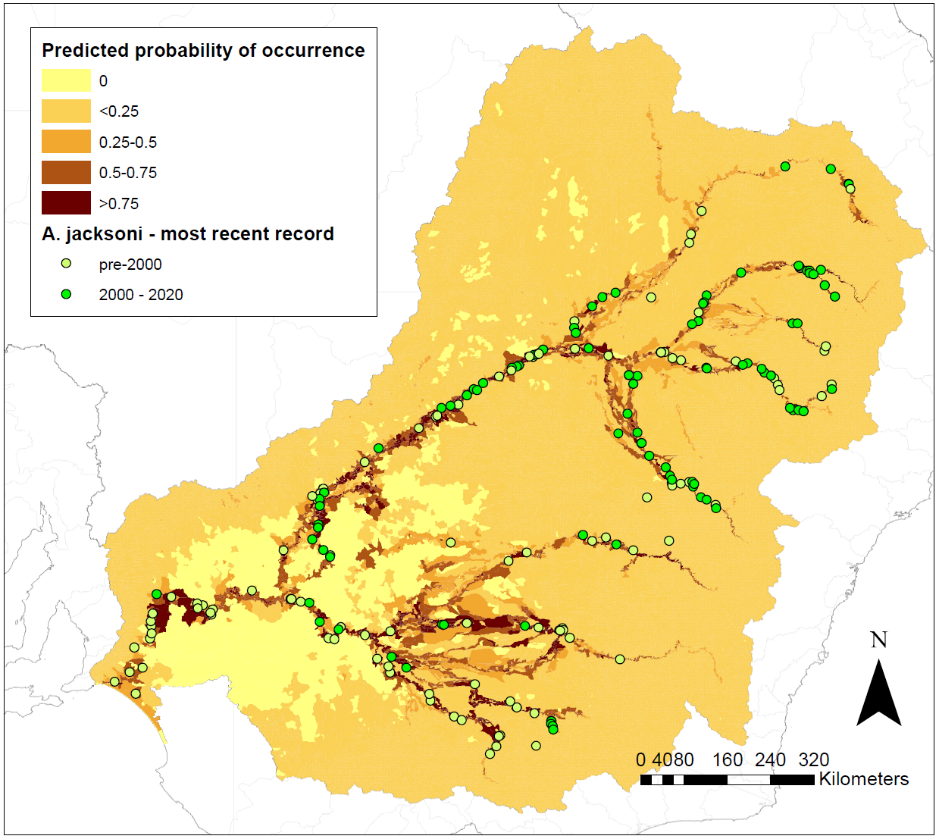 Predicted probability of occurrence
0
<0.25
0.25-0.5
0.5-0.75
>0.75
A. jacksoni - most recent record
pre-2000
2000 - 2020
N
0 4080 160 240 320
Kilometers